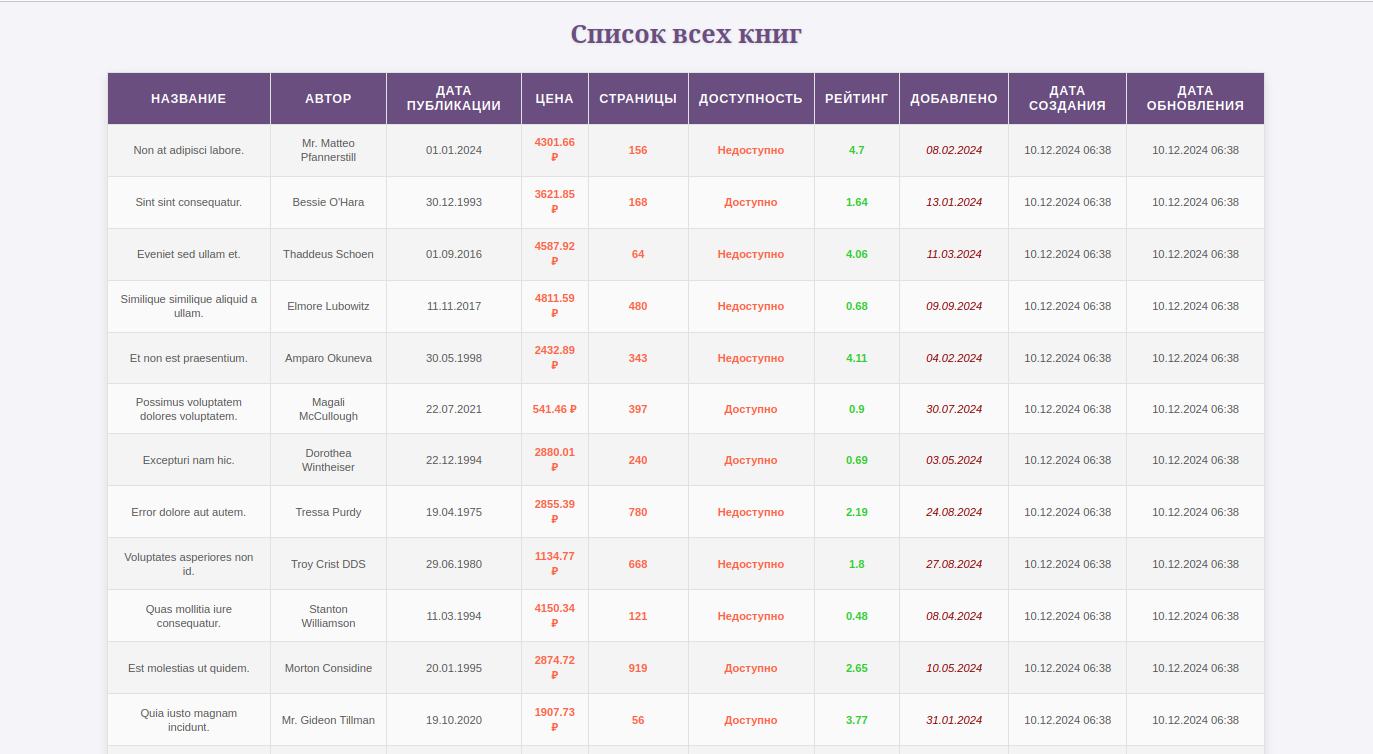 Список всех книг
НАЗВАНИЕ АВТОР ДАТА ПУБЛИКАЦИИ ЦЕНА СТРАНИЦЫ ДОСТУПНОСТЬ РЕЙТИНГ ДОБАВЛЕНО ДАТА СОЗДАНИЯ ДАТА ОБНОВЛЕНИЯ
Non at adipisci labore. Mr. Matteo Pfannerstill 01.01.2024 4301.66 ₽ 156 Недоступно 4.7 08.02.2024 10.12.2024 06:38 10.12.2024 06:38
Sint sint consequatur. Bessie O'Hara 30.12.1993 3621.85 ₽ 168 Доступно 1.64 13.01.2024 10.12.2024 06:38 10.12.2024 06:38
Eveniet sed ullam et. Thaddeus Schoen 01.09.2016 4587.92 ₽ 64 Недоступно 4.06 11.03.2024 10.12.2024 06:38 10.12.2024 06:38
Similique similique aliquid a ullam. Elmore Lubowitz 11.11.2017 4811.59 ₽ 480 Недоступно 0.68 09.09.2024 10.12.2024 06:38 10.12.2024 06:38
Et non est praesentium. Amparo Okuneva 30.05.1998 2432.89 ₽ 343 Недоступно 4.11 04.02.2024 10.12.2024 06:38 10.12.2024 06:38
Possimus voluptatem dolores voluptatem. Magali McCullough 22.07.2021 541.46 ₽ 397 Доступно 0.9 30.07.2024 10.12.2024 06:38 10.12.2024 06:38
Excepturi nam hic. Dorothea Wintheiser 22.12.1994 2880.01 ₽ 240 Доступно 0.69 03.05.2024 10.12.2024 06:38 10.12.2024 06:38
Error dolore aut autem. Tressa Purdy 19.04.1975 2855.39 ₽ 780 Недоступно 2.19 24.08.2024 10.12.2024 06:38 10.12.2024 06:38
Voluptates asperiores non id. Troy Crist DDS 29.06.1980 1134.77 ₽ 668 Недоступно 1.8 27.08.2024 10.12.2024 06:38 10.12.2024 06:38
Quas mollitia iure consequatur. Stanton Williamson 11.03.1994 4150.34 ₽ 121 Недоступно 0.48 08.04.2024 10.12.2024 06:38 10.12.2024 06:38
Est molestias ut quidem. Morton Considine 20.01.1995 2874.72 ₽ 919 Доступно 2.65 10.05.2024 10.12.2024 06:38 10.12.2024 06:38
Quia iusto magnam incidunt. Mr. Gideon Tillman 19.10.2020 1907.73 ₽ 56 Доступно 3.77 31.01.2024 10.12.2024 06:38 10.12.2024 06:38